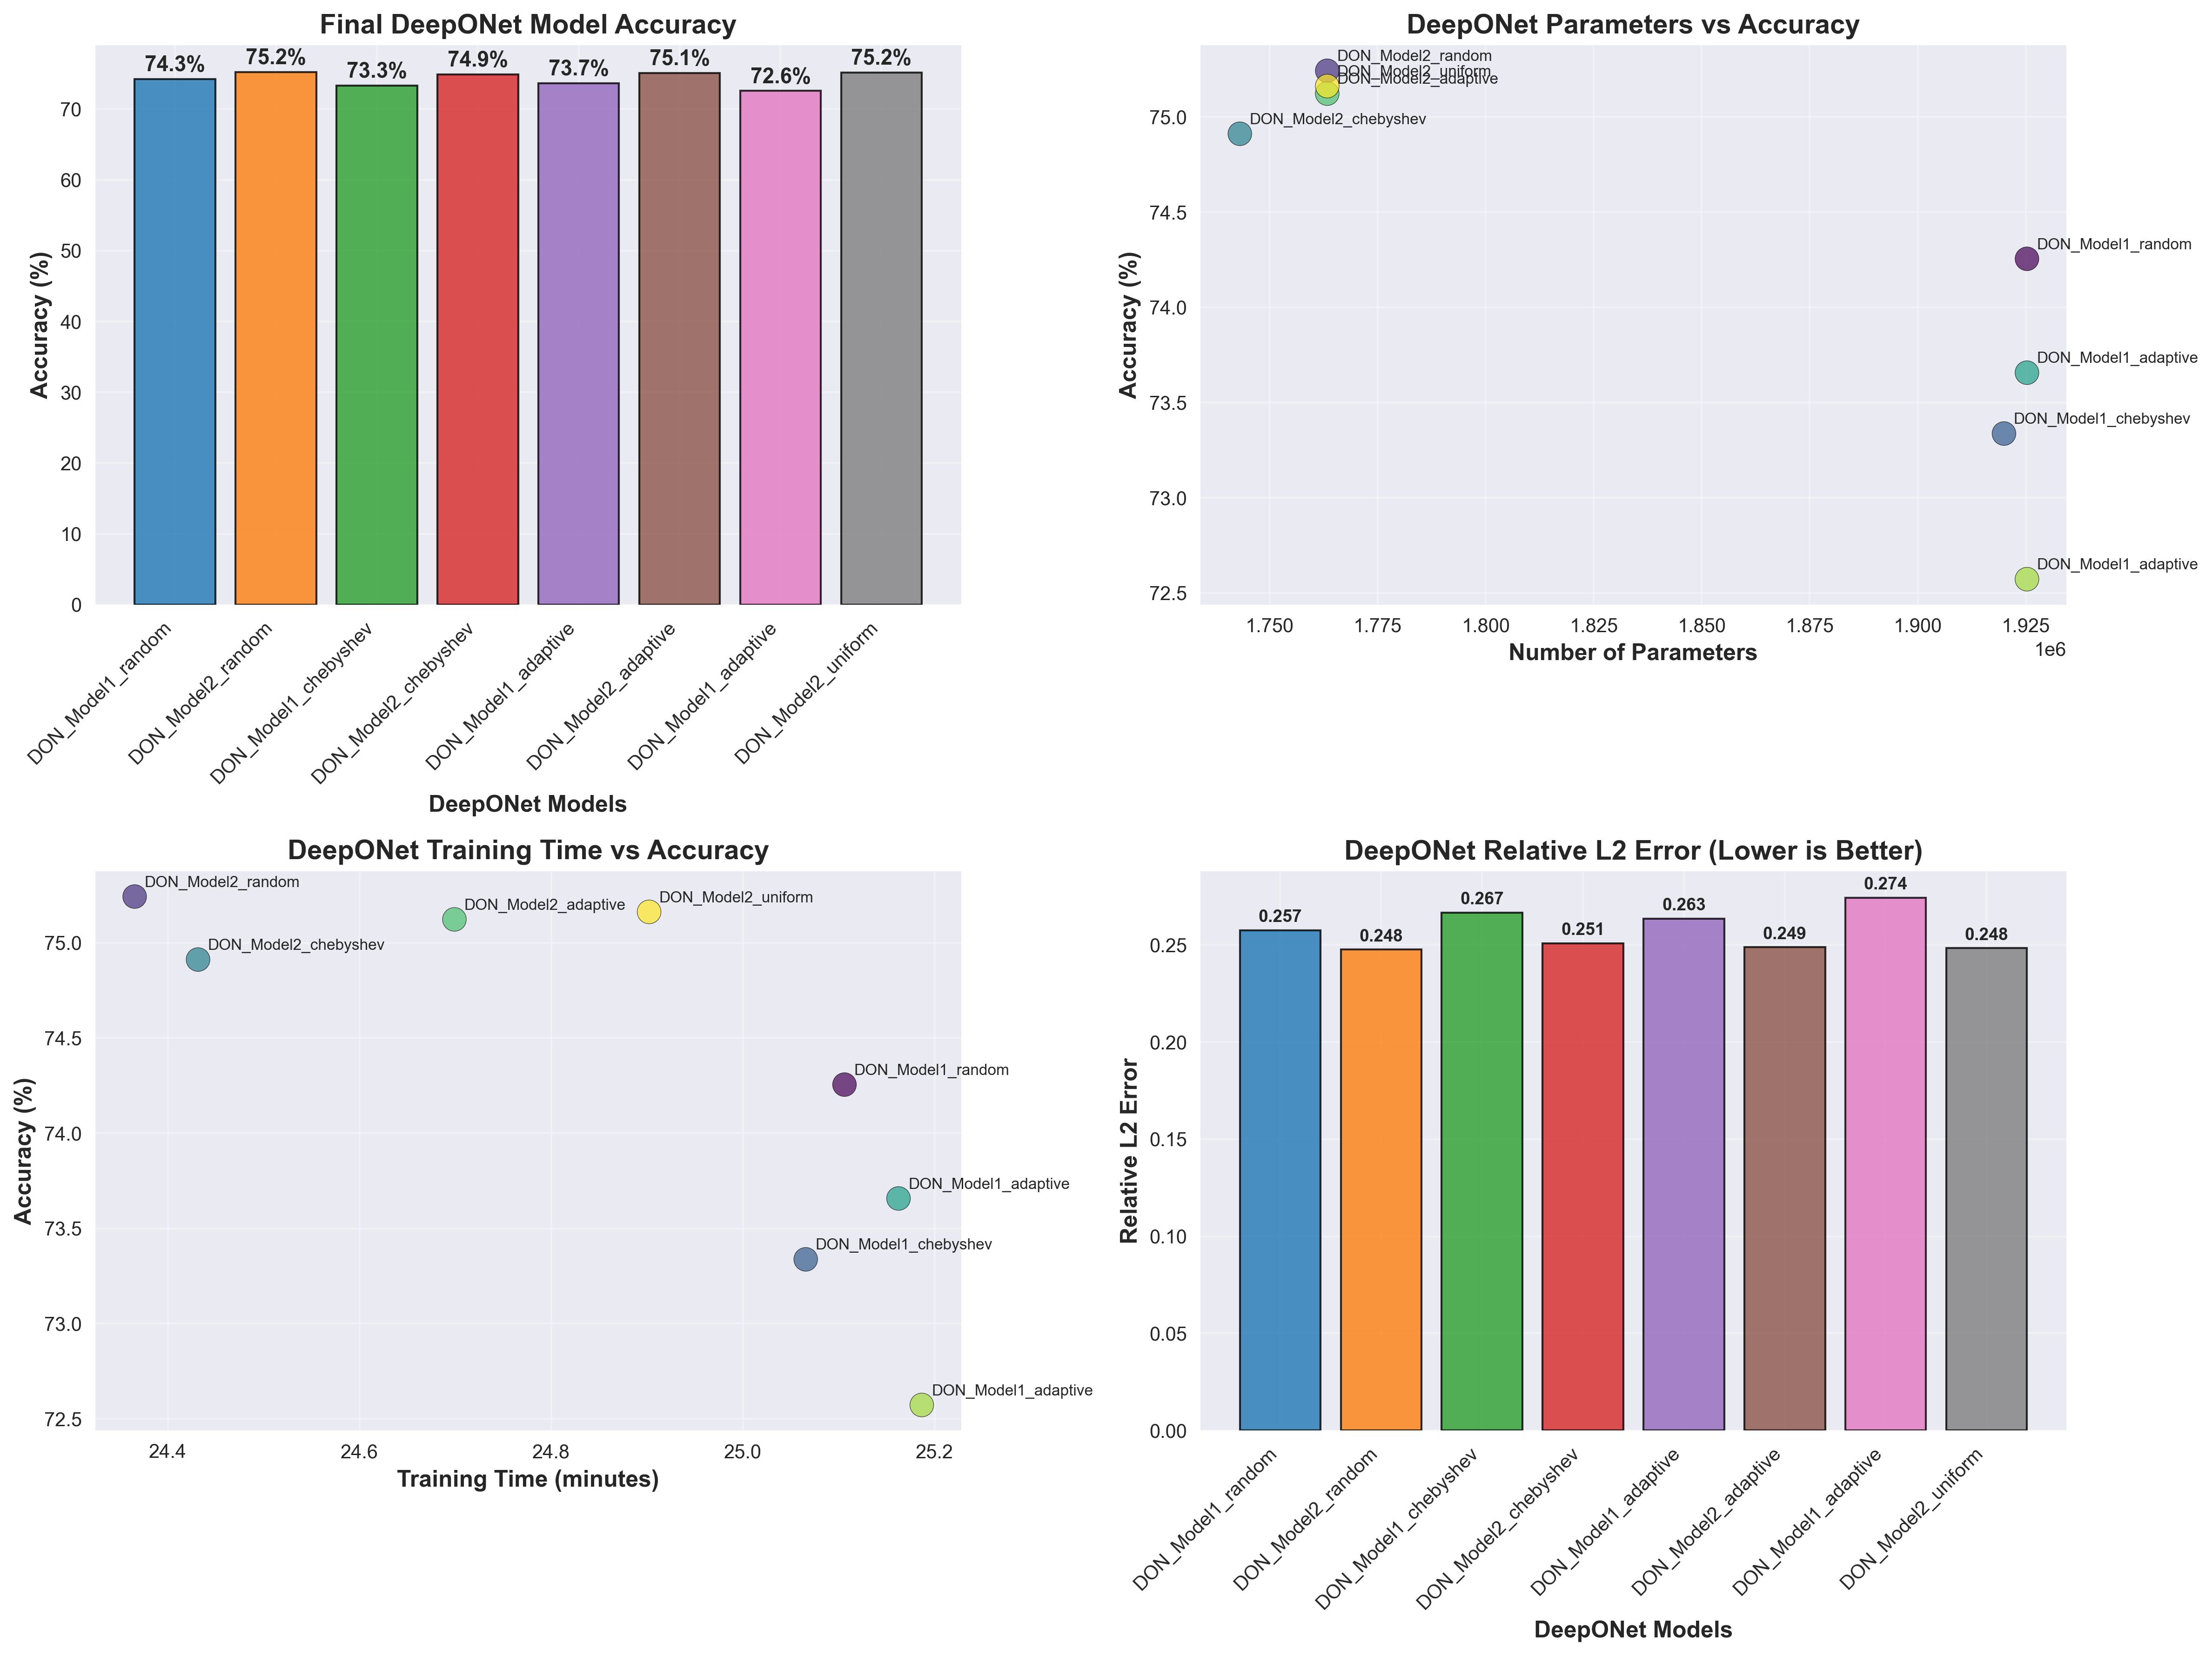 Final DeepONet Model Accuracy
Accuracy (%)
70
60
50
40
30
20
10
0
74.3%
75.2%
73.3%
74.9%
73.7%
75.1%
72.6%
75.2%
DON_Model1_random
DON_Model2_random
DON_Model1_chebyshev
DON_Model2_chebyshev
DON_Model1_adaptive
DON_Model2_adaptive
DON_Model1_adaptive
DON_Model2_uniform
DeepONet Models
DeepONet Parameters vs Accuracy
Accuracy (%)
75.0
74.5
74.0
73.5
73.0
72.5
DON_Model2_random
DON_Model2_uniform
DON_Model2_adaptive
DON_Model2_chebyshev
DON_Model1_random
DON_Model1_adaptive
DON_Model1_chebyshev
DON_Model1_adaptive
1.750
1.775
1.800
1.825
1.850
1.875
1.900
1.925
1e6
Number of Parameters
DeepONet Training Time vs Accuracy
Accuracy (%)
75.0
74.5
74.0
73.5
73.0
72.5
DON_Model2_random
DON_Model2_adaptive
DON_Model2_uniform
DON_Model2_chebyshev
DON_Model1_random
DON_Model1_adaptive
DON_Model1_chebyshev
DON_Model1_adaptive
24.4
24.6
24.8
25.0
25.2
Training Time (minutes)
DeepONet Relative L2 Error (Lower is Better)
Relative L2 Error
0.25
0.20
0.15
0.10
0.05
0.00
0.257
0.248
0.267
0.251
0.263
0.249
0.274
0.248
DON_Model1_random
DON_Model2_random
DON_Model1_chebyshev
DON_Model2_chebyshev
DON_Model1_adaptive
DON_Model2_adaptive
DON_Model1_adaptive
DON_Model2_uniform
DeepONet Models